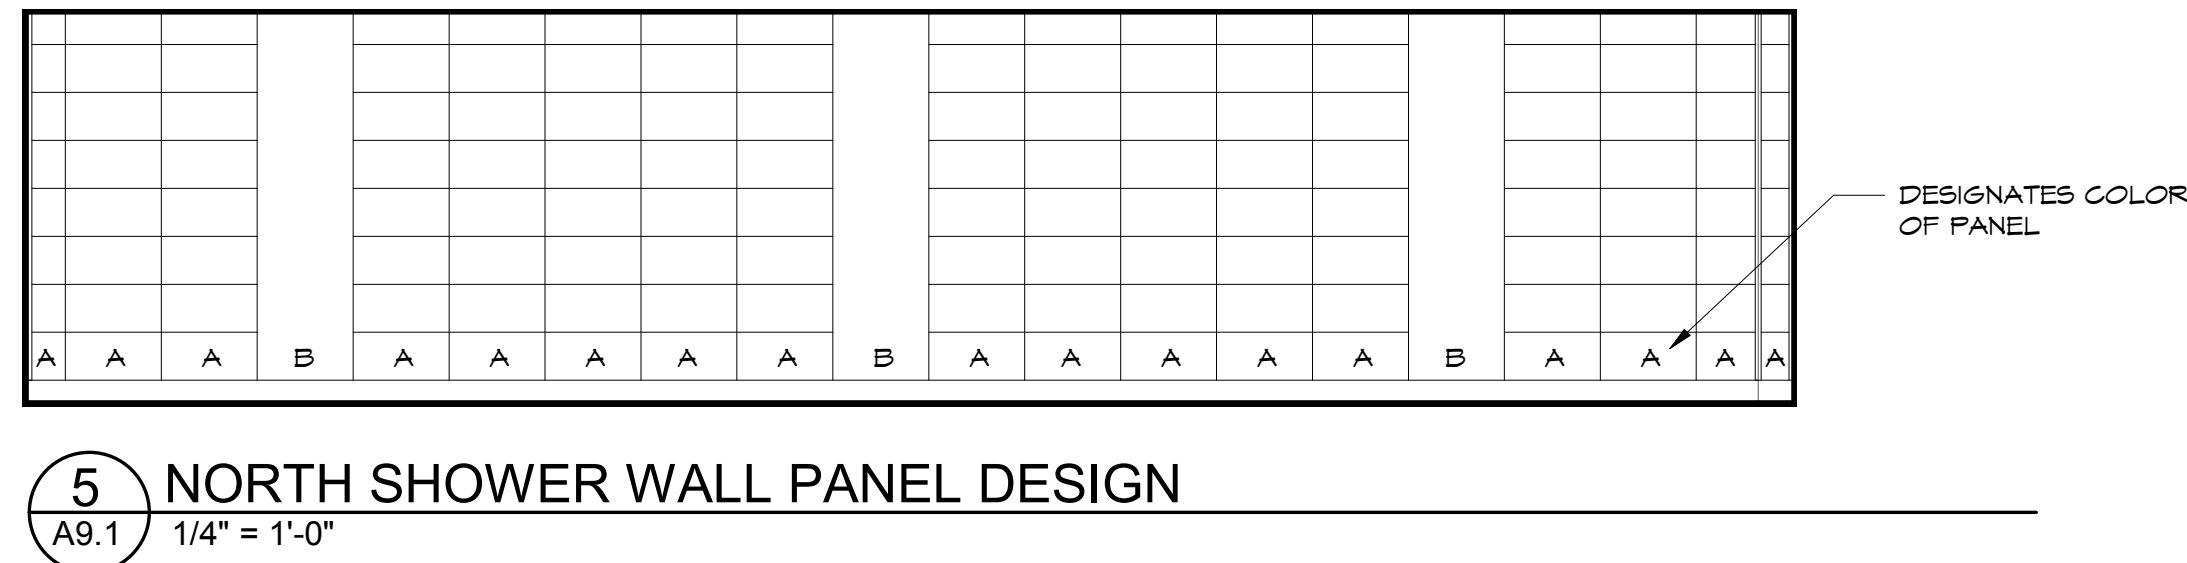 A A A B A A A A A B A A A A A B A A A A
DESIGNATES COLOR
OF PANEL
5 NORTH SHOWER WALL PANEL DESIGN
A9.1 1/4" = 1'-0"